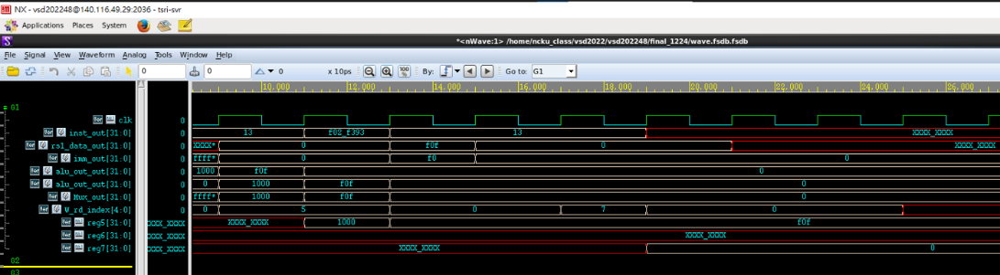 NX - vsd202248@140.116.49.29:2036 - tsri-svr
Applications Places System
*<nWave:1> /home/ncku_class/vsd2022/vsd202248/final_1224/wave.fsdb.fsdb
File Signal View Waveform Analog Tools Window Help
0 0 0 x 10ps 100 % By: Go to: G1
10.000 12.000 14.000 16.000 18.000 20.000 22.000 24.000 26.000
G1
clk 0
inst_out[31:0] 0 13 f02_f393 13 XXXX_XXXX
rs1_data_out[31:0] 0 XXXX* 0 f0f 0 XXXX_XXXX
imm_out[31:0] 0 ffff* 0 f0 0
alu_out_out[31:0] 0 1000 f0f 0
alu_out_out[31:0] 0 0 1000 f0f 0
Mux_out[31:0] 0 ffff* 1000 f0f 0
W_rd_index[4:0] 0 0 5 0 7 0
reg5[31:0] XXXX_XXXX XXXX_XXXX 1000 f0f
reg6[31:0] XXXX_XXXX XXXX_XXXX
reg7[31:0] XXXX_XXXX XXXX_XXXX 0
G2
G3